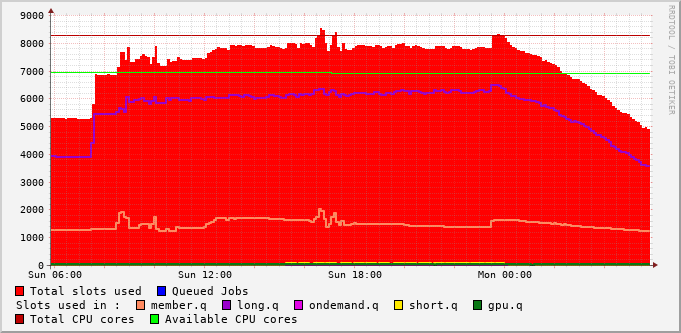 9000
8000
7000
6000
5000
4000
3000
2000
1000
0
Sun 06:00 Sun 12:00 Sun 18:00 Mon 00:00
Total slots used Queued Jobs
Slots used in : member.q long.q ondemand.q short.q gpu.q
Total CPU cores Available CPU cores
RRDTOOL / TOBI OETIKER